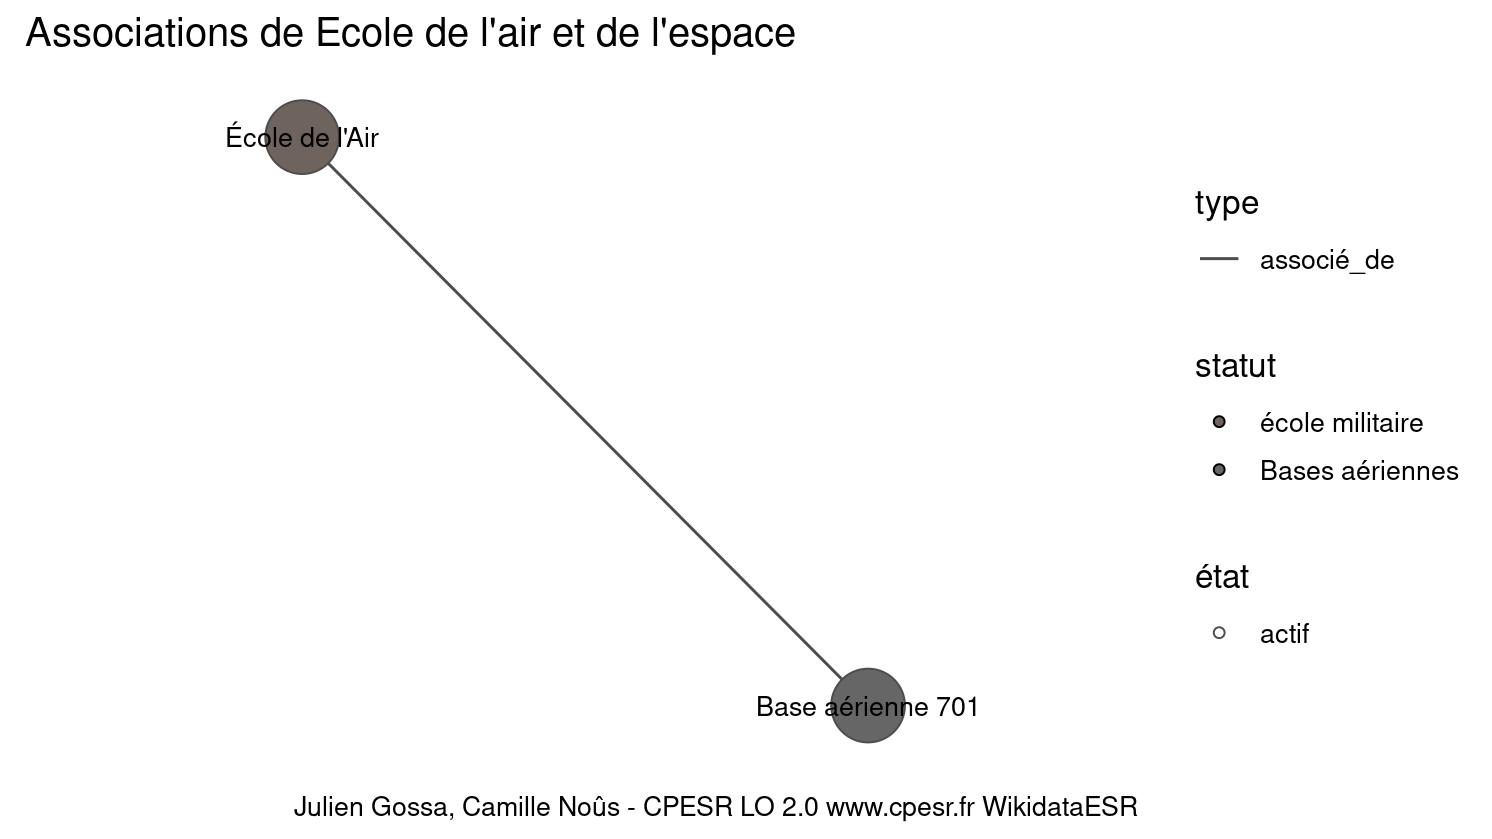 Associations de Ecole de l'air et de l'espace
École de l'Air
Base aérienne 701
type
associé_de
statut
école militaire
Bases aériennes
état
actif
Julien Gossa, Camille Noûs - CPESR LO 2.0 www.cpesr.fr WikidataESR